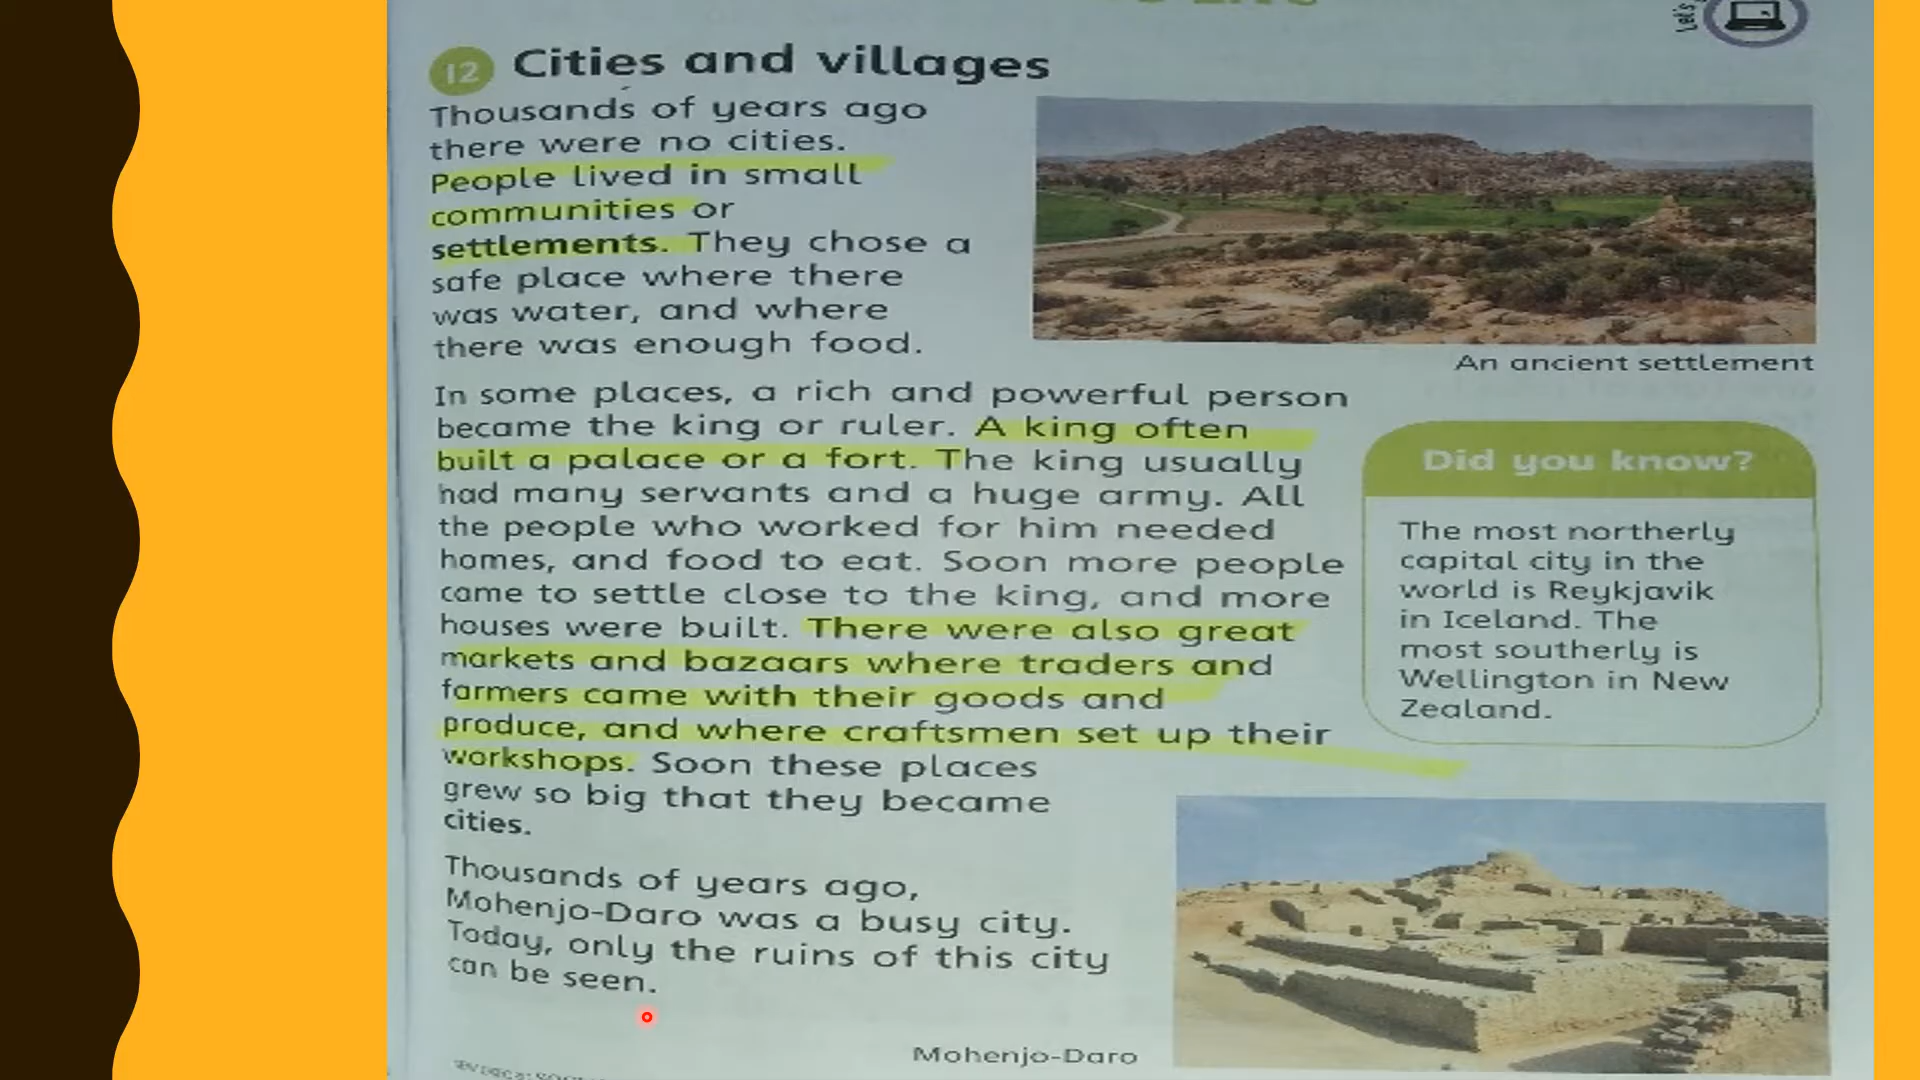 Let's
12 Cities and villages
Thousands of years ago
there were no cities.
People lived in small
communities or
settlements. They chose a
safe place where there
was water, and where
there was enough food.
An ancient settlement
In some places, a rich and powerful person
became the king or ruler. A king often
built a palace or a fort. The king usually
had many servants and a huge army. All
the people who worked for him needed
homes, and food to eat. Soon more people
came to settle close to the king, and more
houses were built. There were also great
markets and bazaars where traders and
farmers came with their goods and
produce, and where craftsmen set up their
workshops. Soon these places
grew so big that they became
cities.
Did you know?
The most northerly
capital city in the
world is Reykjavik
in Iceland. The
most southerly is
Wellington in New
Zealand.
Thousands of years ago,
Mohenjo-Daro was a busy city.
Today, only the ruins of this city
can be seen.
Mohenjo-Daro